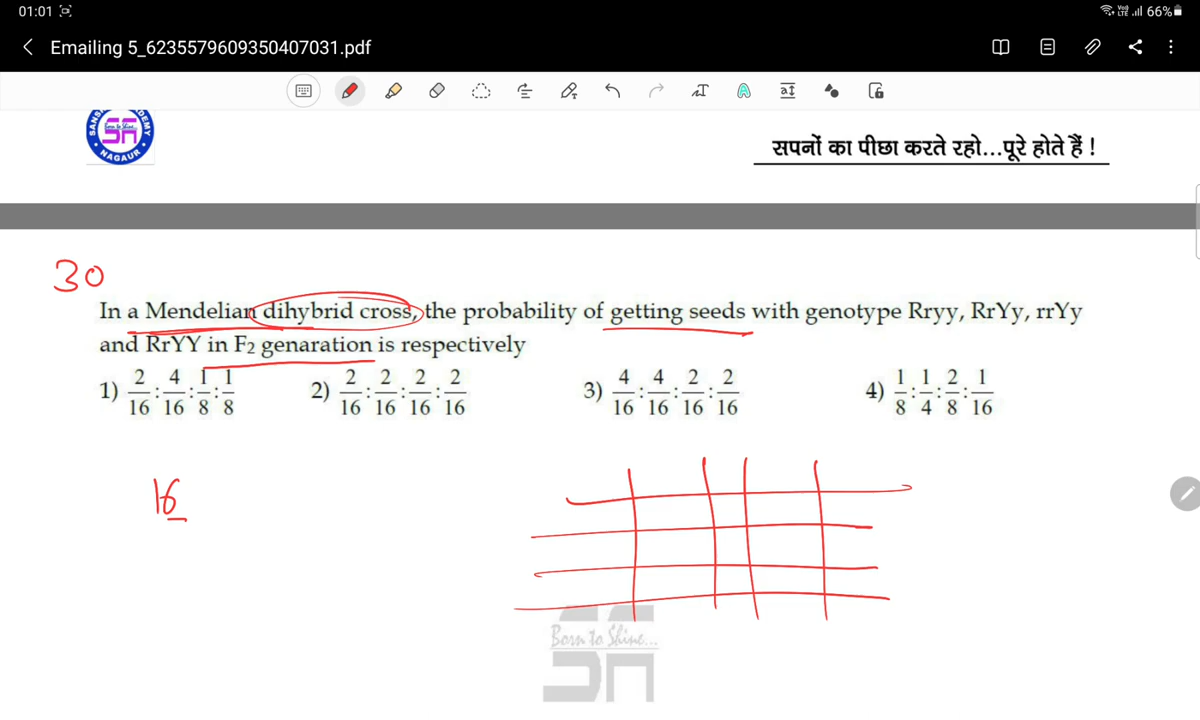 01:01 66%
Emailing 5_6235579609350407031.pdf
SA
NAGAUR
सपनों का पीछा करते रहो...पूरे होते हैं !
30
In a Mendelian dihybrid cross, the probability of getting seeds with genotype Rryy, RrYy, rrYy
and RrYY in F2 genaration is respectively
1) 2/16 : 4/16 : 1/8 : 1/8 2) 2/16 : 2/16 : 2/16 : 2/16 3) 4/16 : 4/16 : 2/16 : 2/16 4) 1/8 : 1/4 : 2/8 : 1/16
16
Born to Shine...
SA